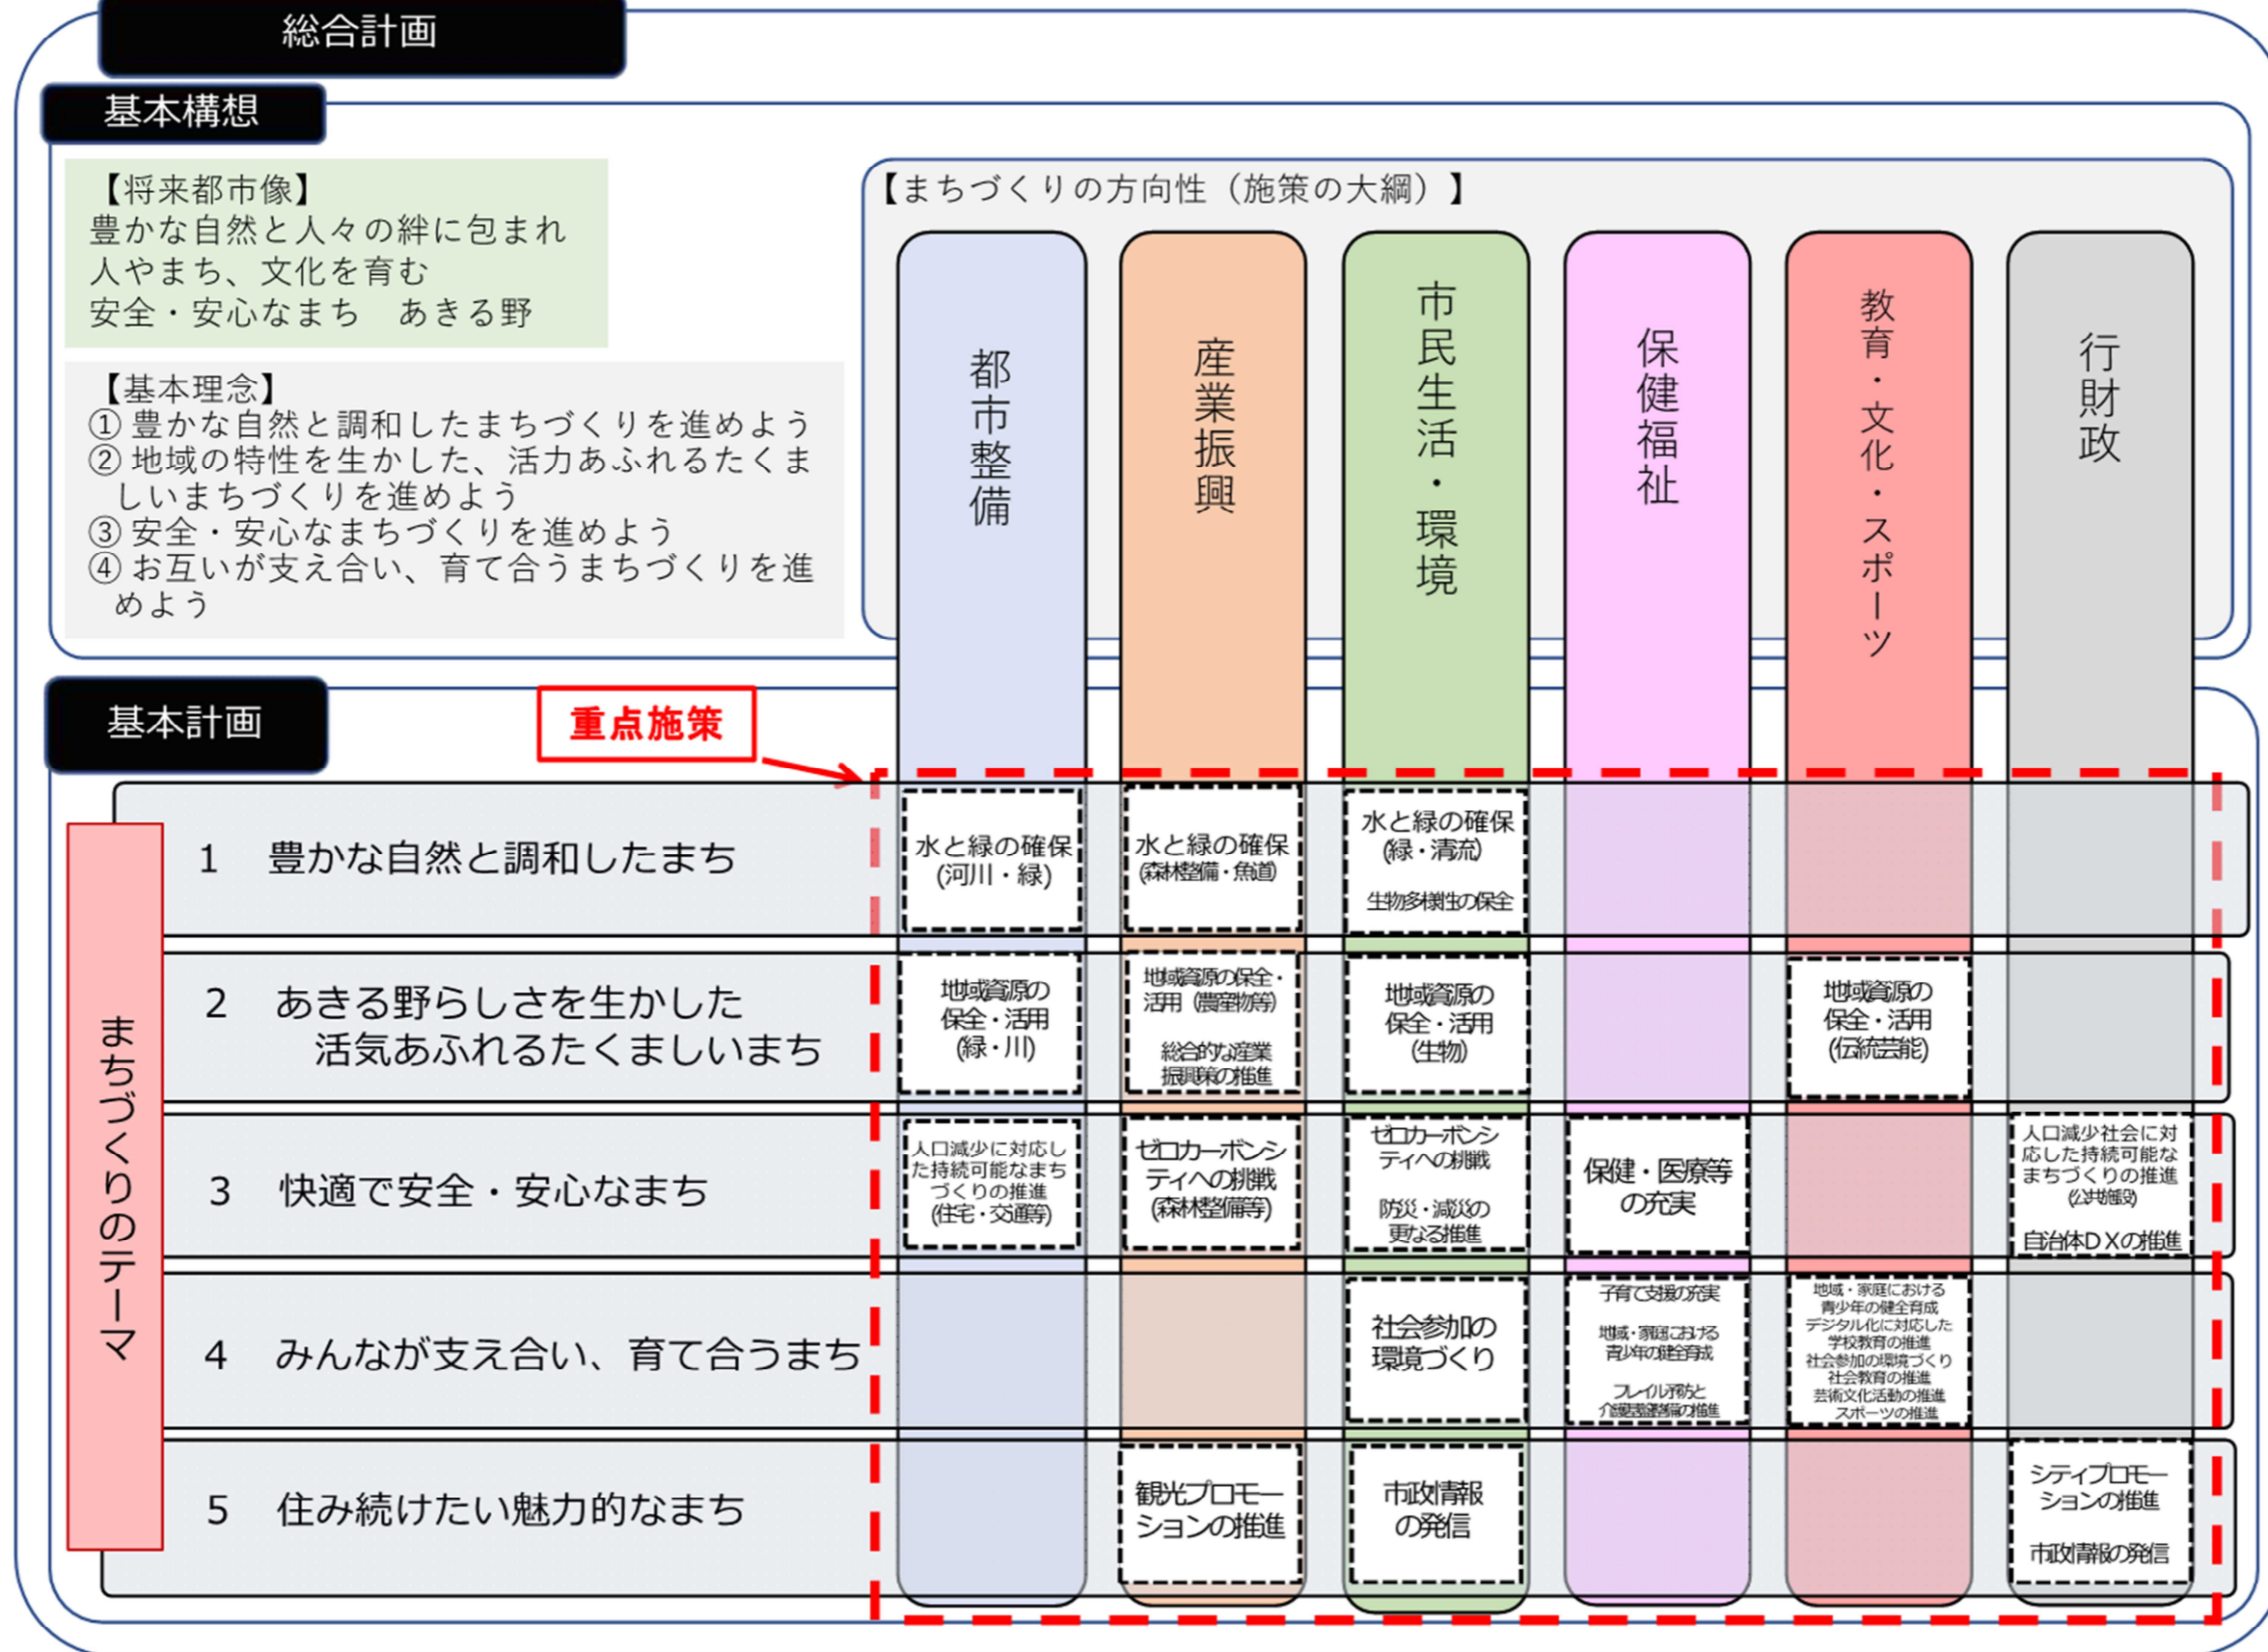 総合計画
基本構想
【将来都市像】
豊かな自然と人々の絆に包まれ
人やまち、文化を育む
安全・安心なまち　あきる野
【基本理念】
① 豊かな自然と調和したまちづくりを進めよう
② 地域の特性を生かした、活力あふれるたくま
しいまちづくりを進めよう
③ 安全・安心なまちづくりを進めよう
④ お互いが支え合い、育て合うまちづくりを進
めよう
【まちづくりの方向性（施策の大綱）】
都市整備
産業振興
市民生活・環境
保健福祉
教育・文化・スポーツ
行財政
基本計画
重点施策
まちづくりのテーマ
1　豊かな自然と調和したまち
水と緑の確保
(河川・緑)
水と緑の確保
(森林整備・魚道)
水と緑の確保
(緑・清流)
生物多様性の保全
2　あきる野らしさを生かした
活気あふれるたくましいまち
地域資源の
保全・活用
(緑・川)
地域資源の保全・
活用（農産物等）
総合的な産業
振興策の推進
地域資源の
保全・活用
(生物)
地域資源の
保全・活用
(伝統芸能)
3　快適で安全・安心なまち
人口減少に対応し
た持続可能なまち
づくりの推進
(住宅・交通等)
ゼロカーボンシ
ティへの挑戦
(森林整備等)
ゼロカーボンシ
ティへの挑戦
防災・減災の
更なる推進
保健・医療等
の充実
人口減少社会に対
応した持続可能な
まちづくりの推進
(公共施設)
自治体ＤＸの推進
4　みんなが支え合い、育て合うまち
社会参加の
環境づくり
子育て支援の充実
地域・家庭における
青少年の健全育成
フレイル予防と
介護基盤整備の推進
地域・家庭における
青少年の健全育成
デジタル化に対応した
学校教育の推進
社会参加の環境づくり
社会教育の推進
芸術文化活動の推進
スポーツの推進
5　住み続けたい魅力的なまち
観光プロモー
ションの推進
市政情報
の発信
シティプロモー
ションの推進
市政情報の発信